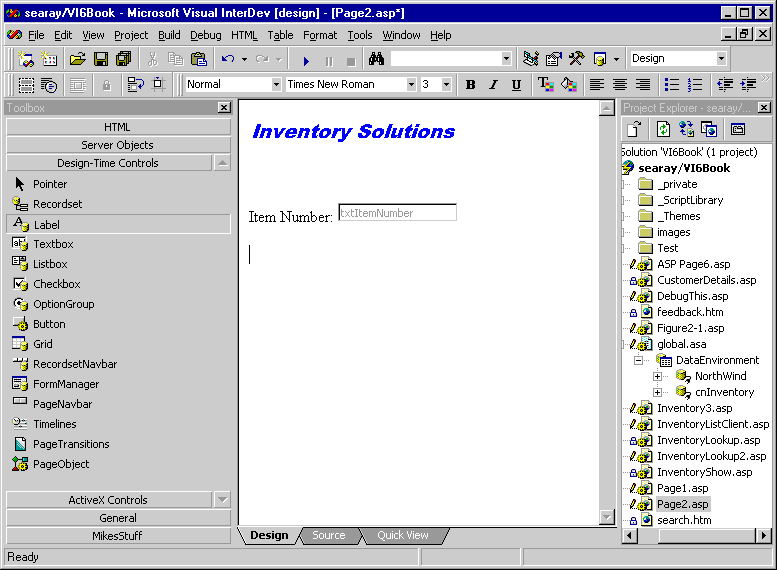 searay/VI6Book - Microsoft Visual InterDev [design] - [Page2.asp*]
File Edit View Project Build Debug HTML Table Format Tools Window Help
Design
Normal Times New Roman 3 B I U
Toolbox
HTML
Server Objects
Design-Time Controls
Pointer
Recordset
Label
Textbox
Listbox
Checkbox
OptionGroup
Button
Grid
RecordsetNavbar
FormManager
PageNavbar
Timelines
PageTransitions
PageObject
ActiveX Controls
General
MikesStuff
Inventory Solutions
Item Number: txtItemNumber
Design Source Quick View
Project Explorer - searay/...
Solution 'VI6Book' (1 project)
searay/VI6Book
_private
_ScriptLibrary
_Themes
images
Test
ASP Page6.asp
CustomerDetails.asp
DebugThis.asp
feedback.htm
Figure2-1.asp
global.asa
DataEnvironment
NorthWind
cnInventory
Inventory3.asp
InventoryListClient.asp
InventoryLookup.asp
InventoryLookup2.asp
InventoryShow.asp
Page1.asp
Page2.asp
search.htm
Ready